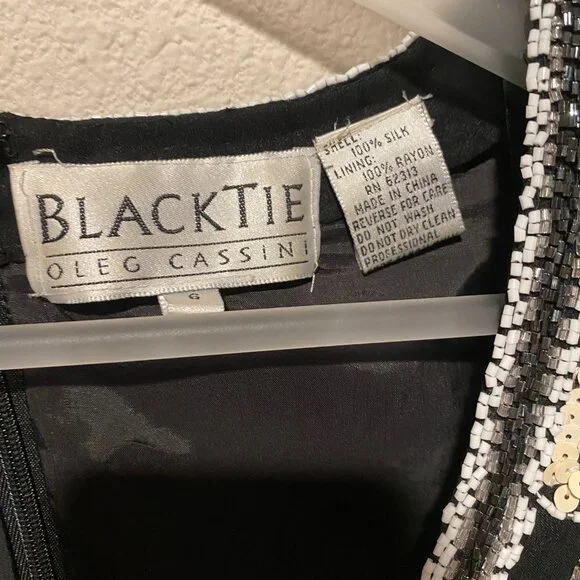 BLACKTIE
OLEG CASSINI
6
SHELL:
100% SILK
LINING:
100% RAYON
RN 62313
MADE IN CHINA
REVERSE FOR CARE
DO NOT WASH
DO NOT DRY CLEAN
PROFESSIONAL